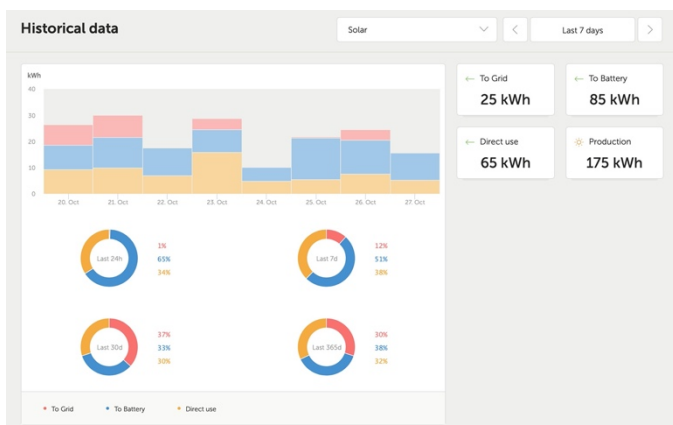 Historical data
Solar
Last 7 days
kWh
40
30
20
10
0
20. Oct 21. Oct 22. Oct 23. Oct 24. Oct 25. Oct 26. Oct 27. Oct
To Grid
25 kWh
To Battery
85 kWh
Direct use
65 kWh
Production
175 kWh
Last 24h
1%
65%
34%
Last 7d
12%
51%
38%
Last 30d
37%
33%
30%
Last 365d
30%
38%
32%
To Grid To Battery Direct use